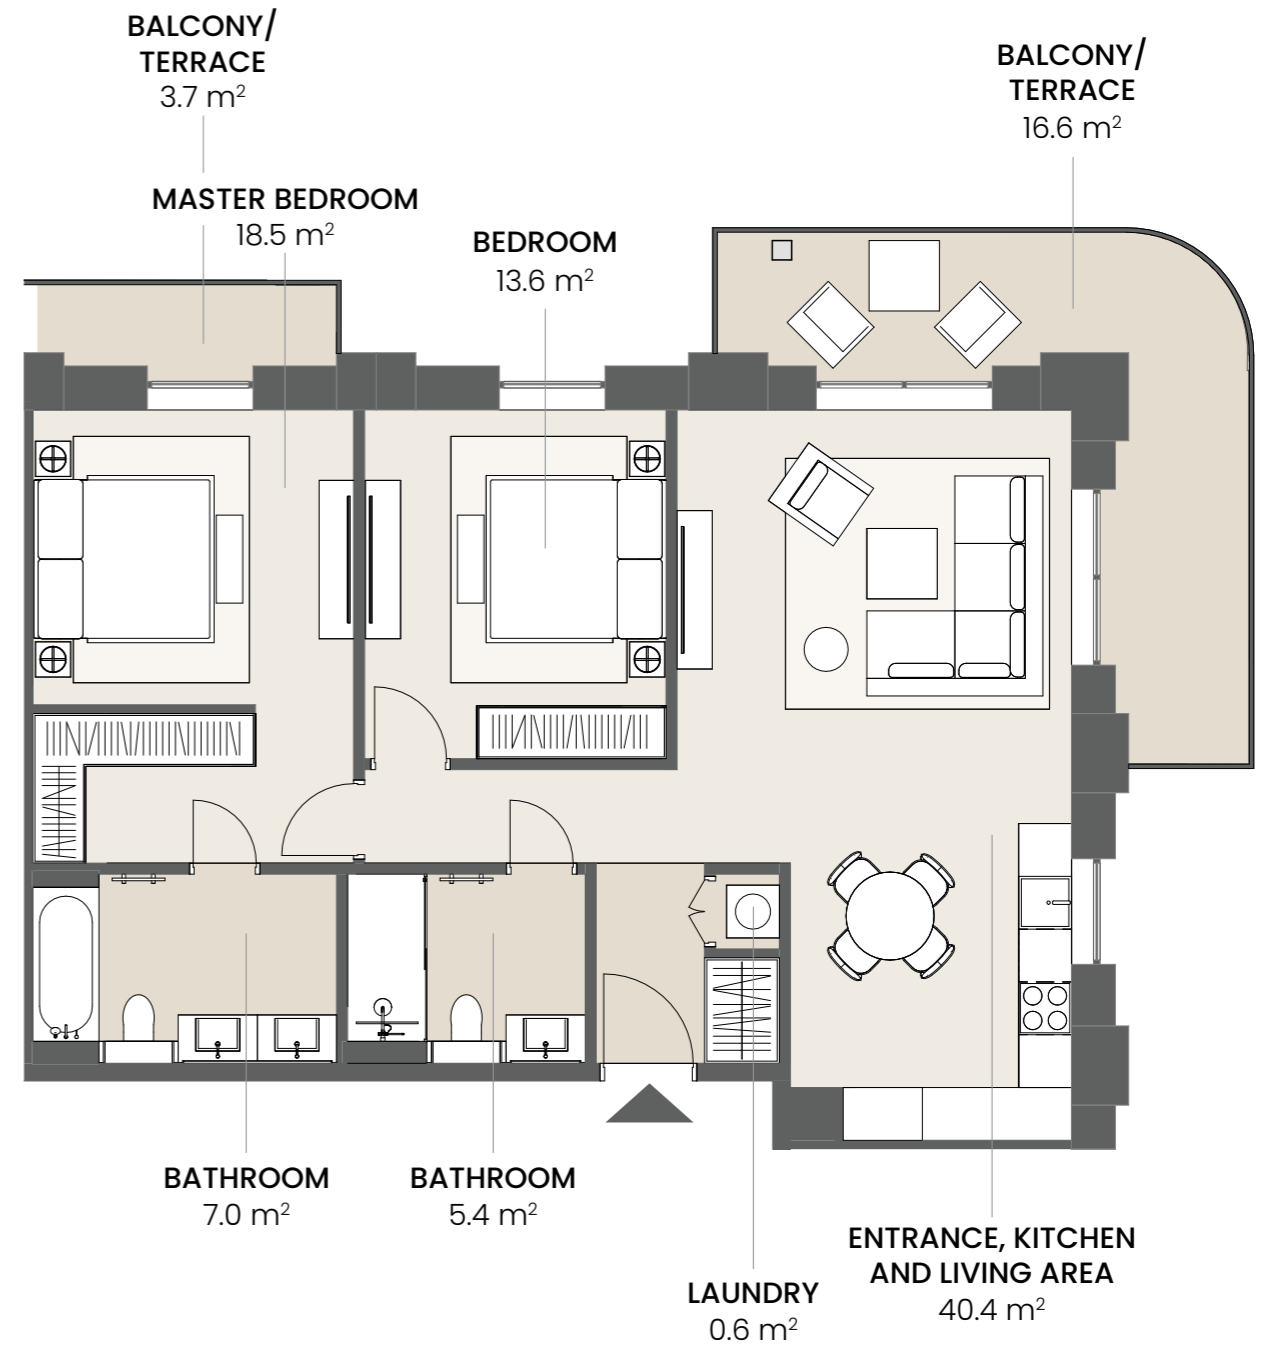 BALCONY/
TERRACE
3.7 m²
BALCONY/
TERRACE
16.6 m²
MASTER BEDROOM
18.5 m²
BEDROOM
13.6 m²
BATHROOM
7.0 m²
BATHROOM
5.4 m²
LAUNDRY
0.6 m²
ENTRANCE, KITCHEN
AND LIVING AREA
40.4 m²